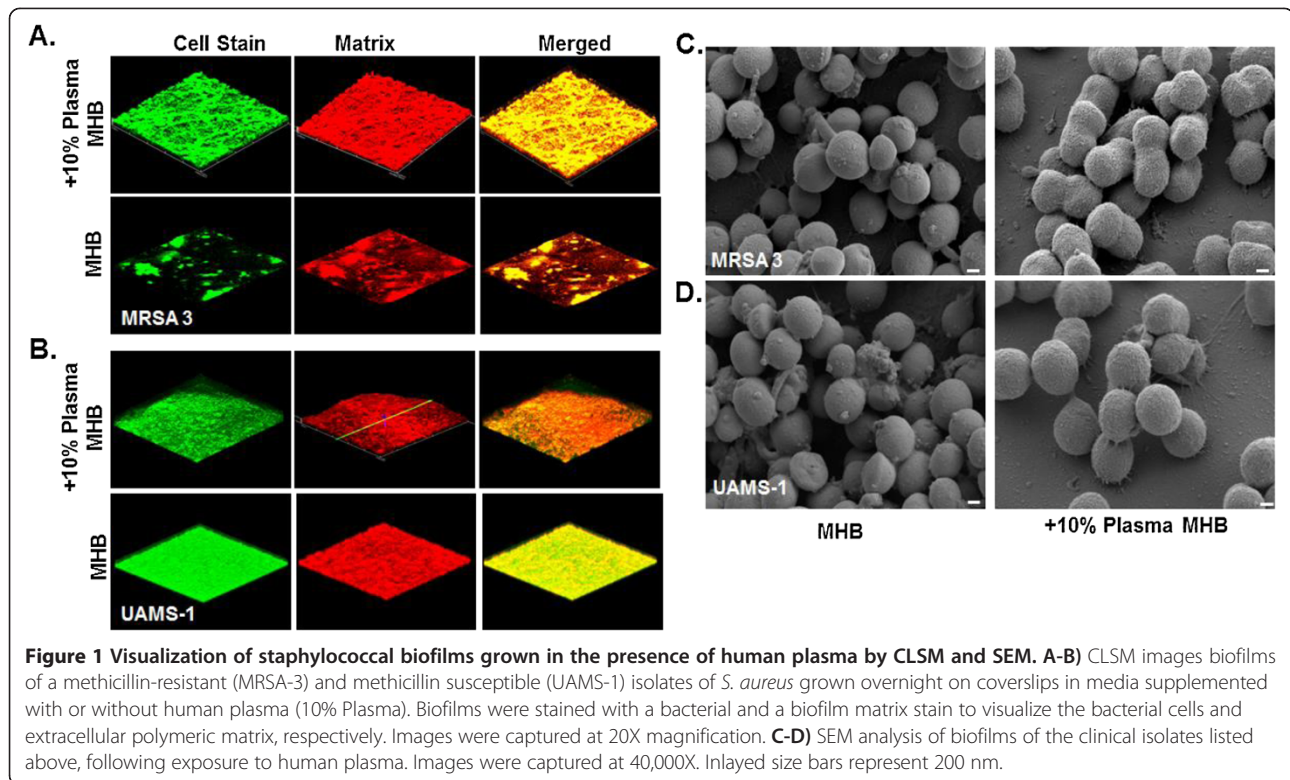 A.
Cell Stain Matrix Merged
+10% Plasma MHB
MHB
MRSA 3
B.
+10% Plasma MHB
MHB
UAMS-1
C.
MRSA 3
D.
UAMS-1
MHB +10% Plasma MHB
Figure 1 Visualization of staphylococcal biofilms grown in the presence of human plasma by CLSM and SEM. A-B) CLSM images biofilms
of a methicillin-resistant (MRSA-3) and methicillin susceptible (UAMS-1) isolates of S. aureus grown overnight on coverslips in media supplemented
with or without human plasma (10% Plasma). Biofilms were stained with a bacterial and a biofilm matrix stain to visualize the bacterial cells and
extracellular polymeric matrix, respectively. Images were captured at 20X magnification. C-D) SEM analysis of biofilms of the clinical isolates listed
above, following exposure to human plasma. Images were captured at 40,000X. Inlayed size bars represent 200 nm.